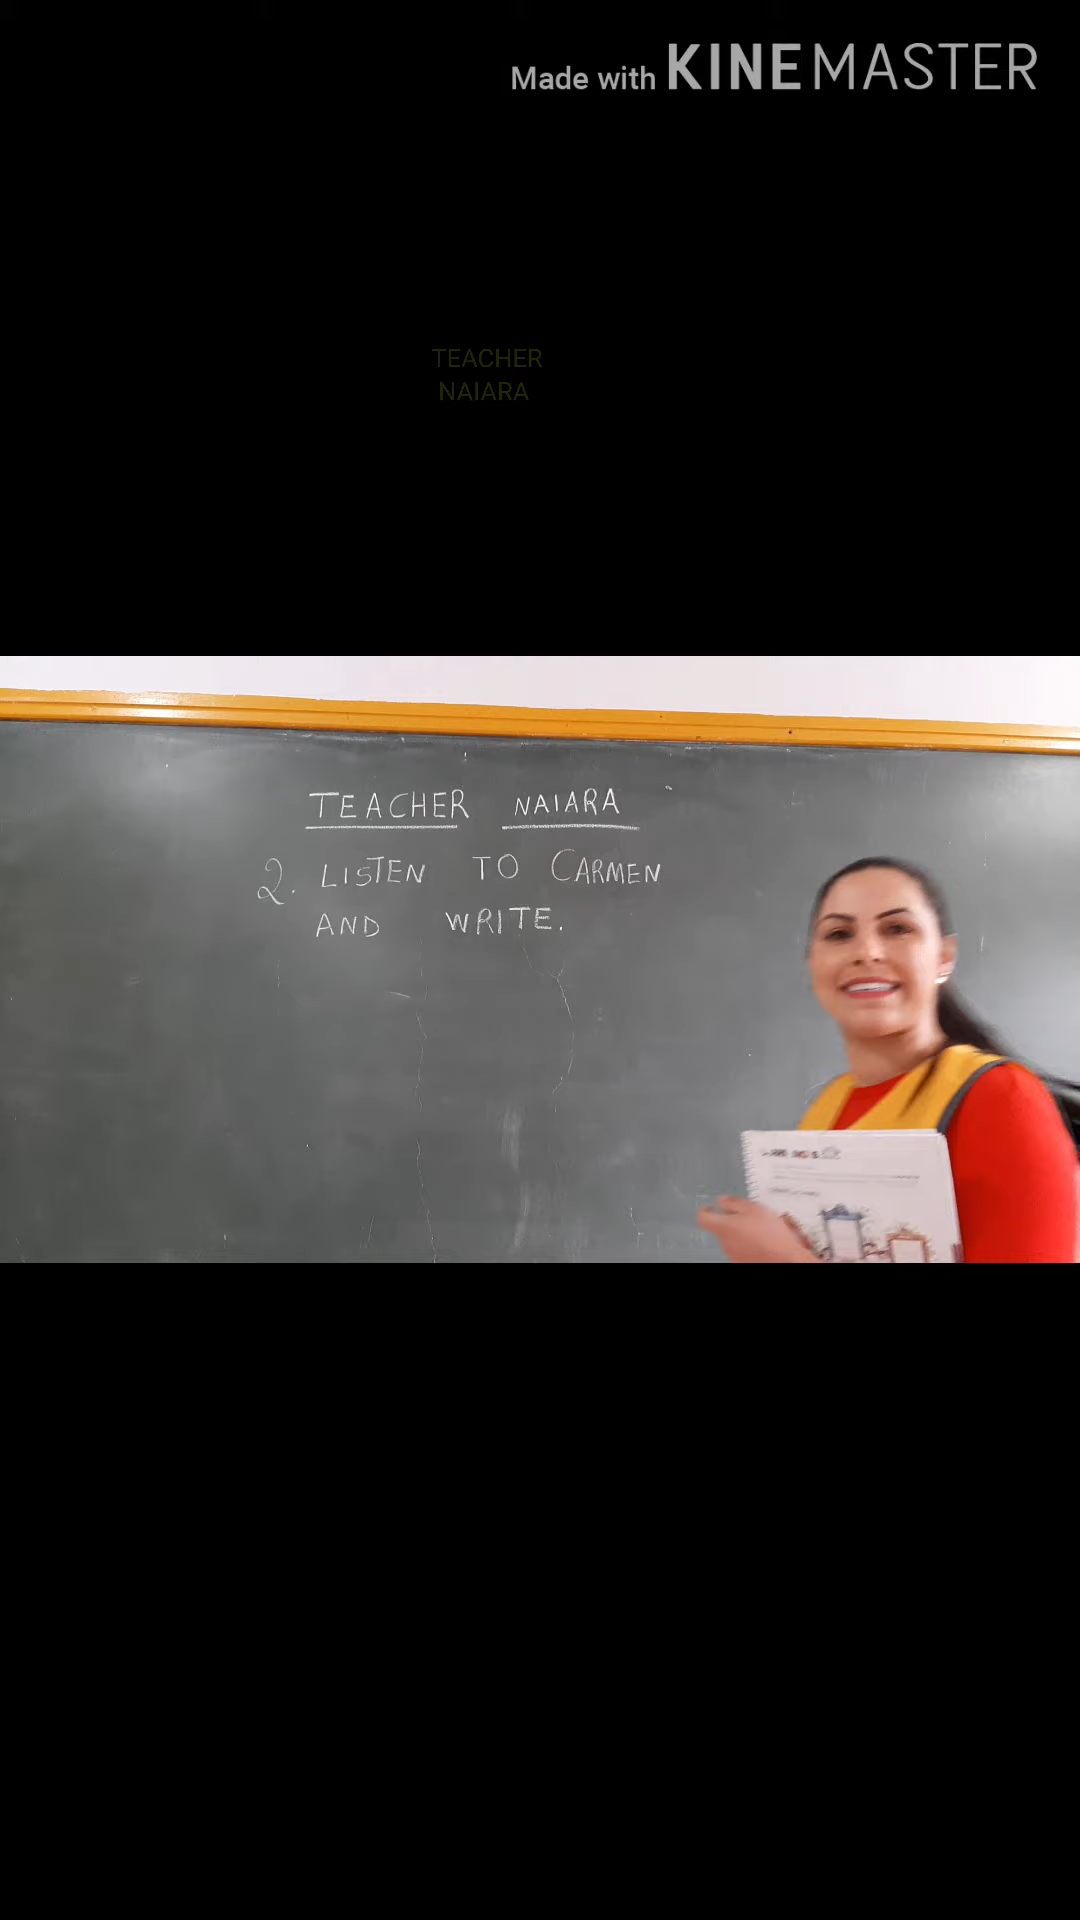 Made with KINEMASTER
TEACHER
NAIARA
TEACHER NAIARA
2. LISTEN TO CARMEN
AND WRITE.